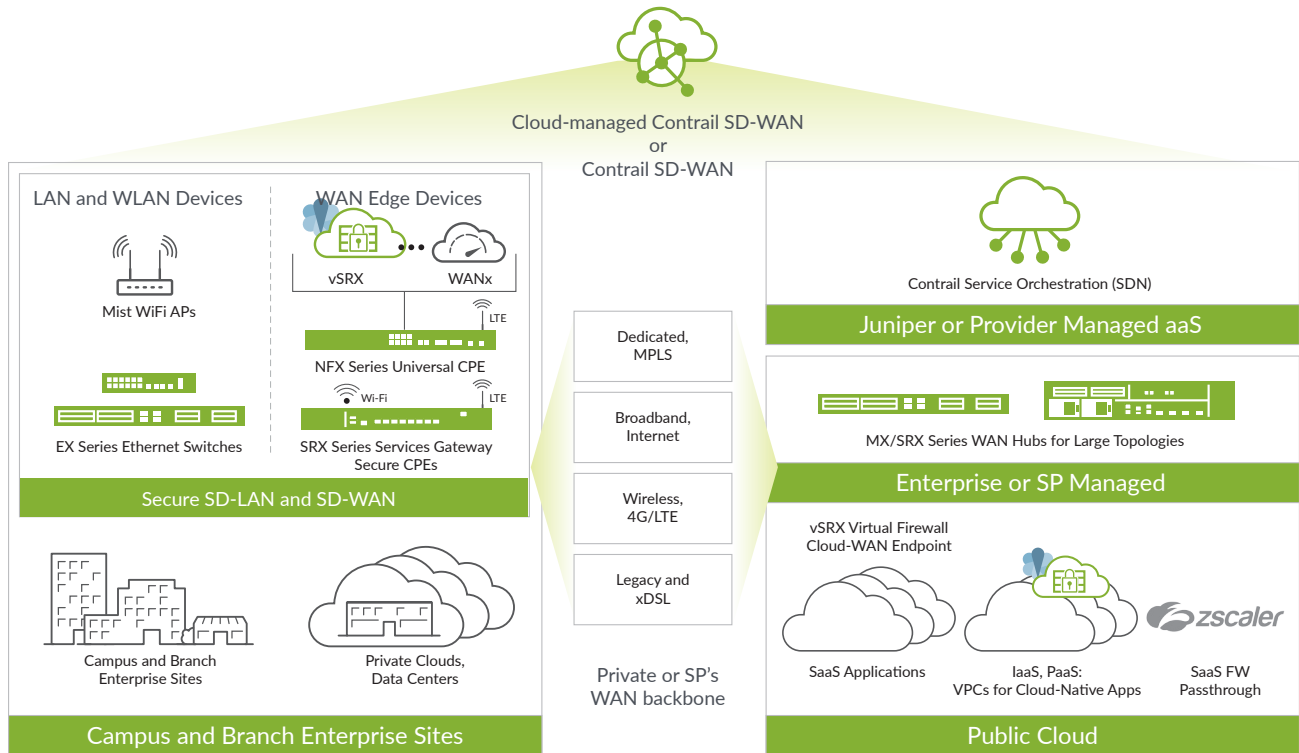 Cloud-managed Contrail SD-WAN
or
Contrail SD-WAN
LAN and WLAN Devices
Mist WiFi APs
EX Series Ethernet Switches
WAN Edge Devices
vSRX
WANx
LTE
NFX Series Universal CPE
Wi-Fi
LTE
SRX Series Services Gateway
Secure CPEs
Secure SD-LAN and SD-WAN
Campus and Branch
Enterprise Sites
Private Clouds,
Data Centers
Campus and Branch Enterprise Sites
Dedicated,
MPLS
Broadband,
Internet
Wireless,
4G/LTE
Legacy and
xDSL
Private or SP’s
WAN backbone
Contrail Service Orchestration (SDN)
Juniper or Provider Managed aaS
MX/SRX Series WAN Hubs for Large Topologies
Enterprise or SP Managed
vSRX Virtual Firewall
Cloud-WAN Endpoint
SaaS Applications
IaaS, PaaS:
VPCs for Cloud-Native Apps
zscaler
SaaS FW
Passthrough
Public Cloud